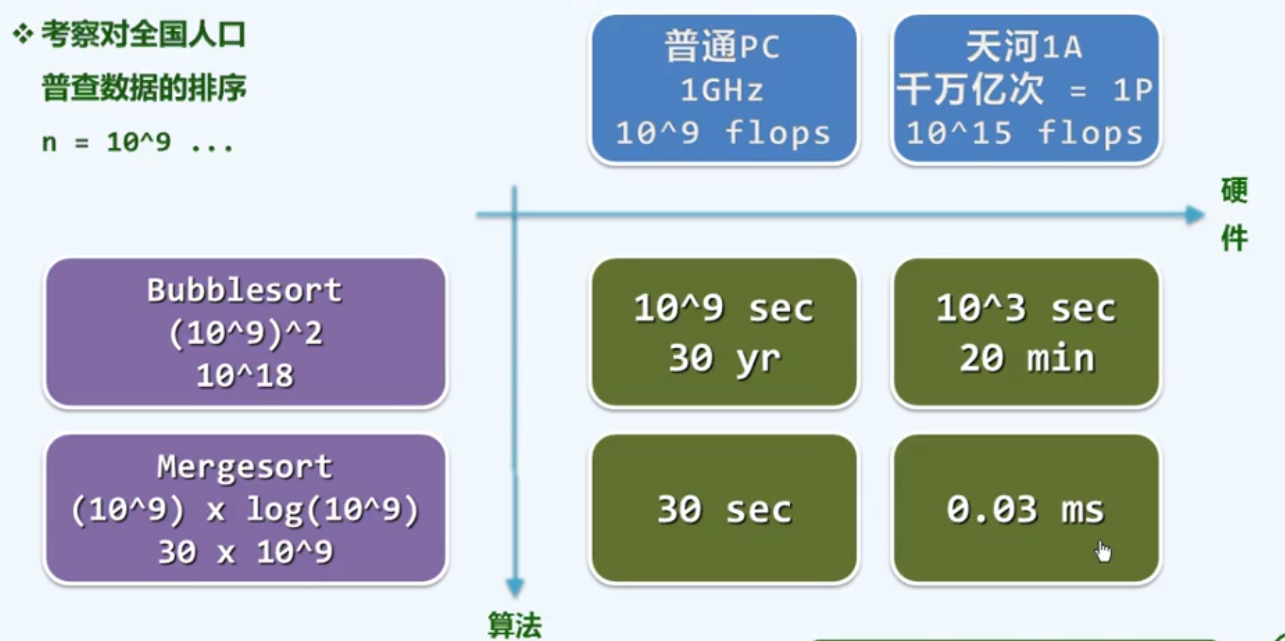 考察对全国人口
普查数据的排序
n = 10^9 ...
普通PC
1GHz
10^9 flops
天河1A
千万亿次 = 1P
10^15 flops
硬
件
Bubblesort
(10^9)^2
10^18
10^9 sec
30 yr
10^3 sec
20 min
Mergesort
(10^9) x log(10^9)
30 x 10^9
30 sec
0.03 ms
算法